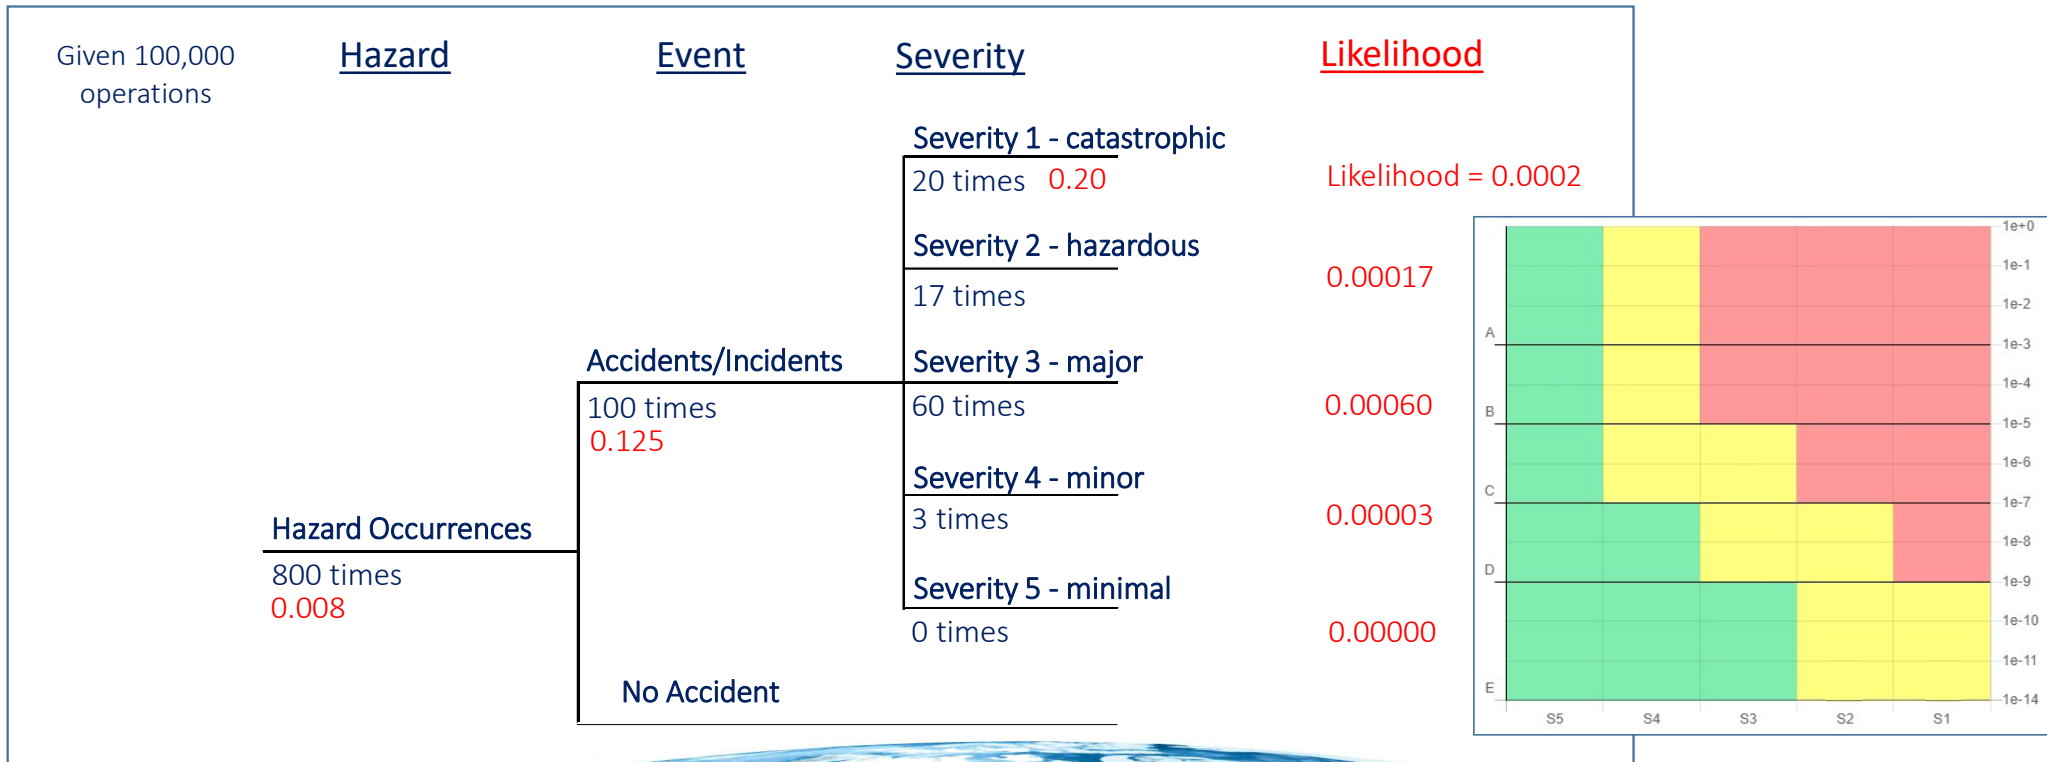 Given 100,000
operations
Hazard
Event
Severity
Likelihood
Severity 1 - catastrophic
20 times 0.20
Likelihood = 0.0002
Severity 2 - hazardous
17 times
0.00017
Accidents/Incidents
100 times
0.125
Severity 3 - major
60 times
0.00060
Severity 4 - minor
3 times
0.00003
Hazard Occurrences
800 times
0.008
Severity 5 - minimal
0 times
0.00000
No Accident
1e+0
1e-1
1e-2
A
1e-3
1e-4
B
1e-5
1e-6
C
1e-7
1e-8
D
1e-9
1e-10
1e-11
E
1e-14
S5 S4 S3 S2 S1